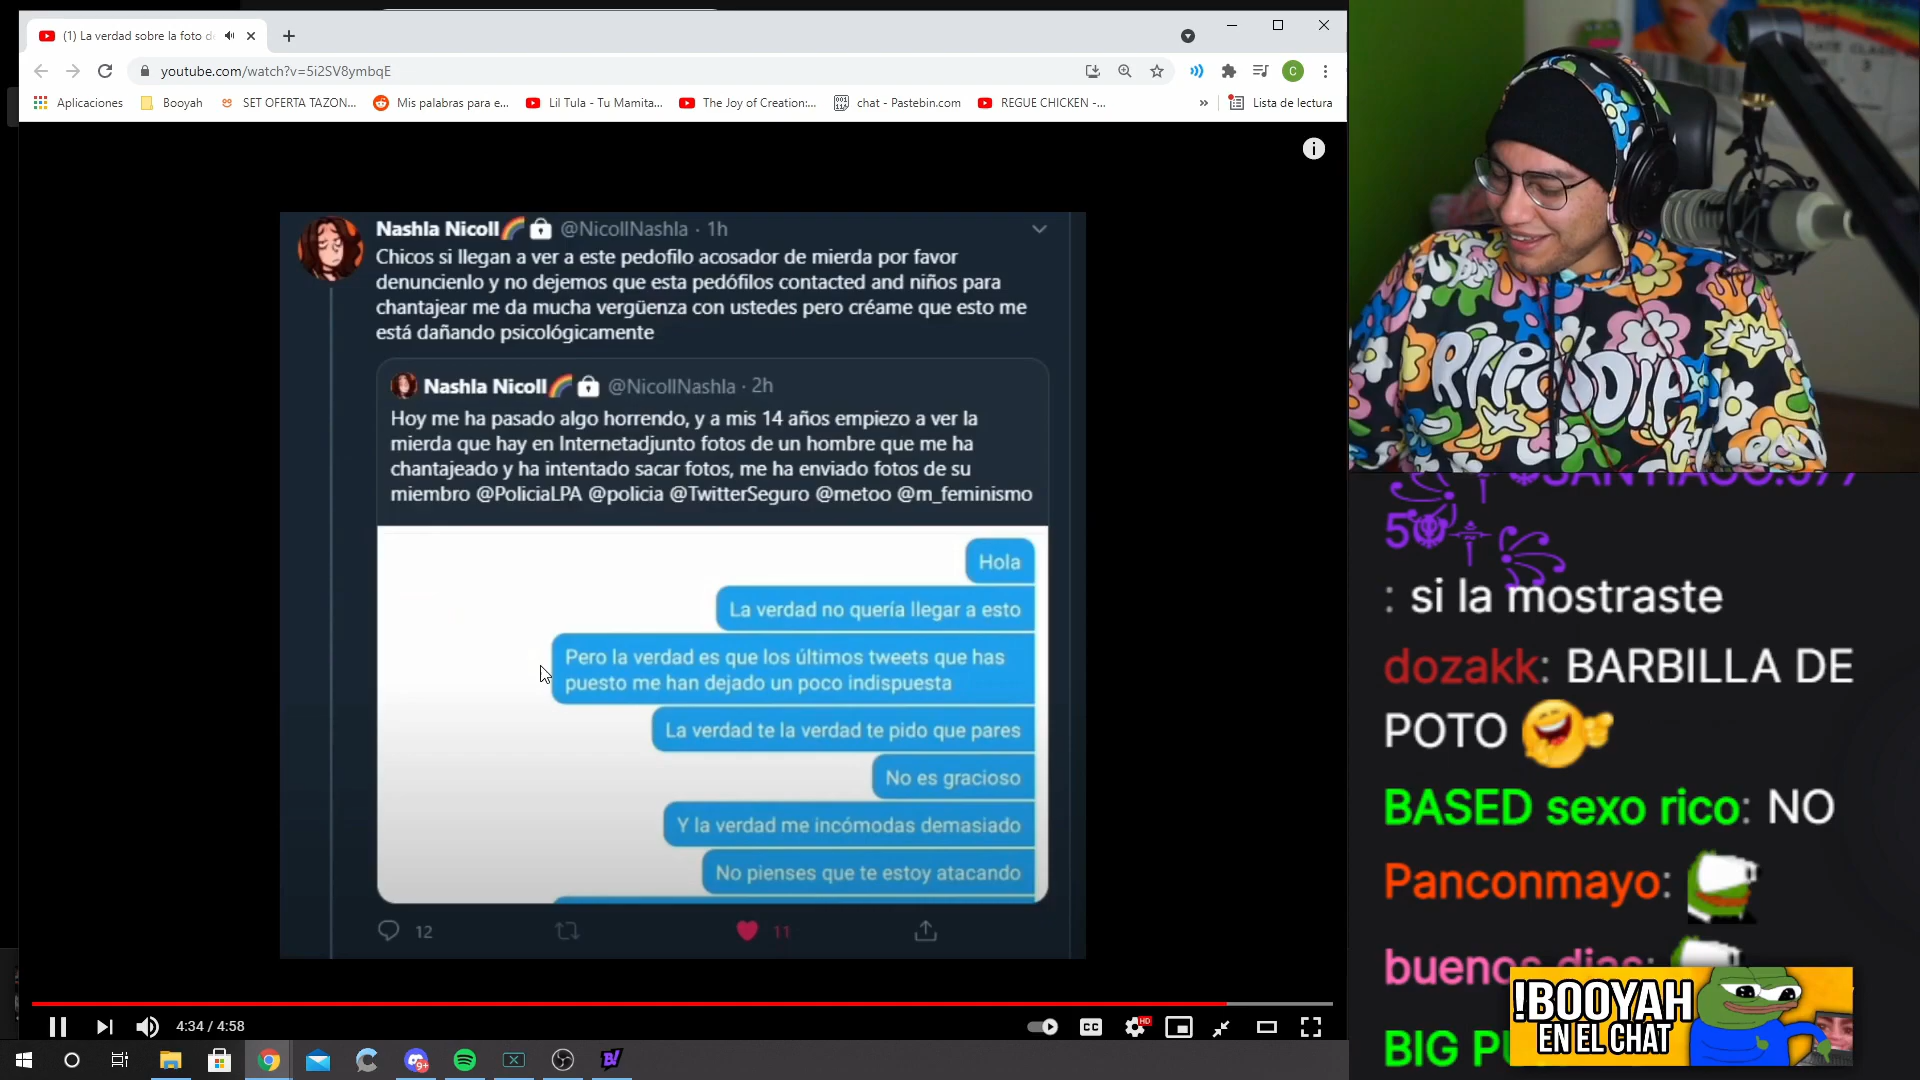 (1) La verdad sobre la foto de
youtube.com/watch?v=5i2SV8ymbqE
C
Aplicaciones
Booyah
SET OFERTA TAZON...
Mis palabras para e...
Lil Tula - Tu Mamita...
The Joy of Creation:...
chat - Pastebin.com
REGUE CHICKEN -...
»
Lista de lectura
Nashla Nicoll @NicollNashla · 1h
Chicos si llegan a ver a este pedofilo acosador de mierda por favor
denuncienlo y no dejemos que esta pedófilos contacted and niños para
chantajear me da mucha vergüenza con ustedes pero créame que esto me
está dañando psicológicamente
Nashla Nicoll @NicollNashla · 2h
Hoy me ha pasado algo horrendo, y a mis 14 años empiezo a ver la
mierda que hay en Internetadjunto fotos de un hombre que me ha
chantajeado y ha intentado sacar fotos, me ha enviado fotos de su
miembro @PoliciaLPA @policia @TwitterSeguro @metoo @m_feminismo
Hola
La verdad no quería llegar a esto
Pero la verdad es que los últimos tweets que has
puesto me han dejado un poco indispuesta
La verdad te la verdad te pido que pares
No es gracioso
Y la verdad me incómodas demasiado
No pienses que te estoy atacando
12
11
4:34 / 4:58
CC
HD
9+
B!
RIPNDIP
5
: si la mostraste
dozakk: BARBILLA DE
POTO
BASED sexo rico: NO
Panconmayo:
buenos dias:
BIG
!BOOYAH
EN EL CHAT